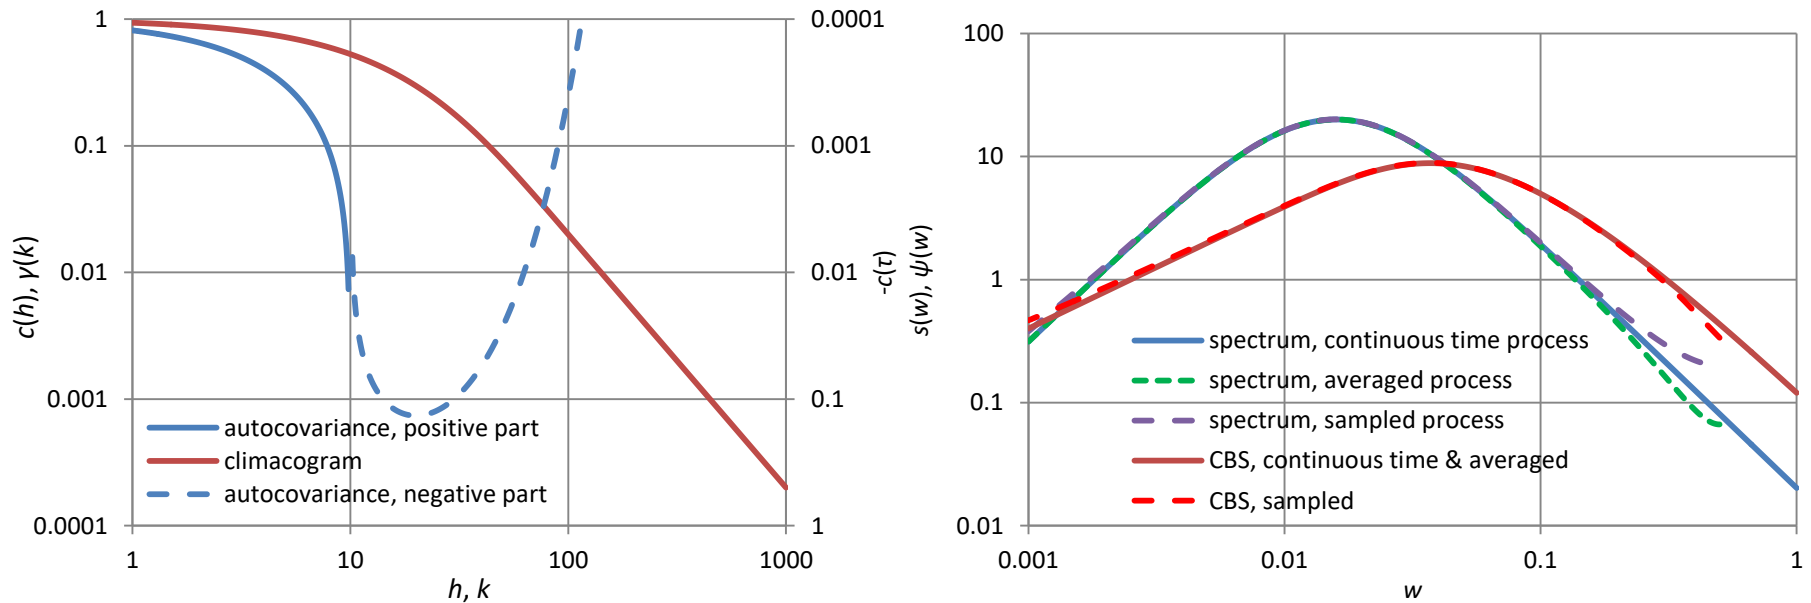 1
0.1
0.01
0.001
0.0001
c(h), γ(k)
0.0001
0.001
0.01
0.1
1
-c(τ)
autocovariance, positive part
climacogram
autocovariance, negative part
1
10
100
1000
h, k
100
10
1
0.1
0.01
s(w), ψ(w)
spectrum, continuous time process
spectrum, averaged process
spectrum, sampled process
CBS, continuous time & averaged
CBS, sampled
0.001
0.01
0.1
1
w